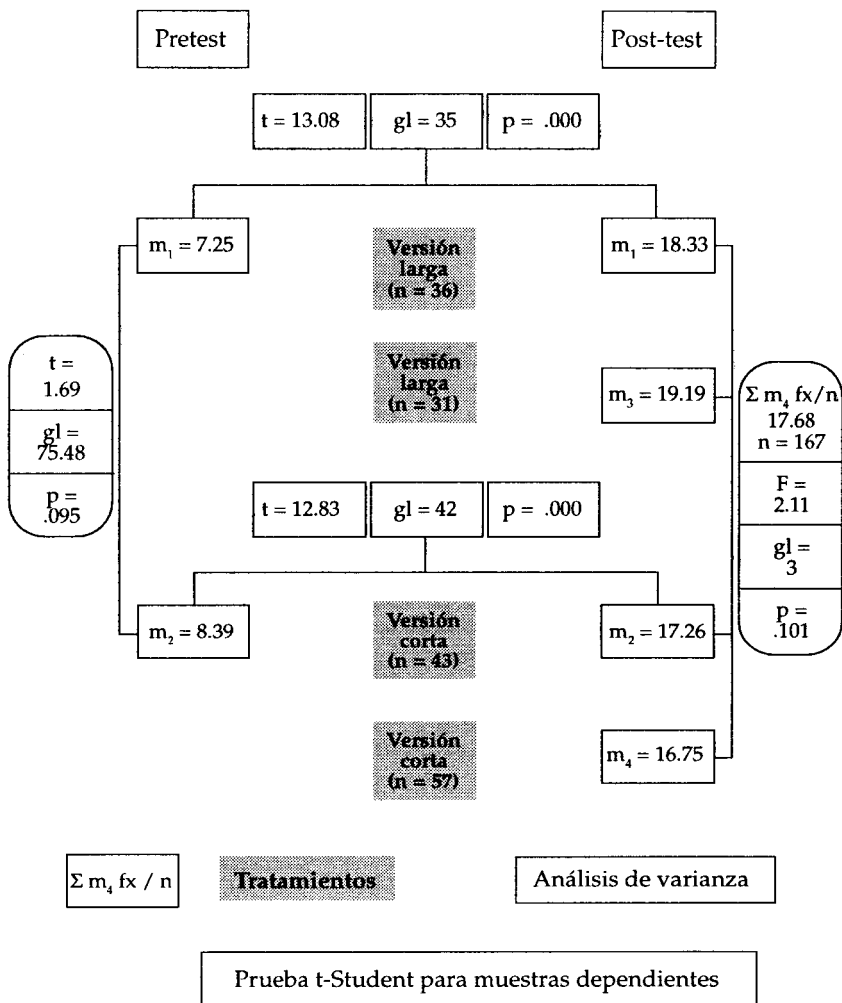 Pretest
Post-test
t = 13.08
gl = 35
p = .000
m₁ = 7.25
Versión
larga
(n = 36)
m₁ = 18.33
Versión
larga
(n = 31)
m₃ = 19.19
t =
1.69
gl =
75.48
p =
.095
Σ m₄ fx/n
17.68
n = 167
F =
2.11
gl =
3
p =
.101
t = 12.83
gl = 42
p = .000
m₂ = 8.39
Versión
corta
(n = 43)
m₂ = 17.26
Versión
corta
(n = 57)
m₄ = 16.75
Σ m₄ fx / n
Tratamientos
Análisis de varianza
Prueba t-Student para muestras dependientes